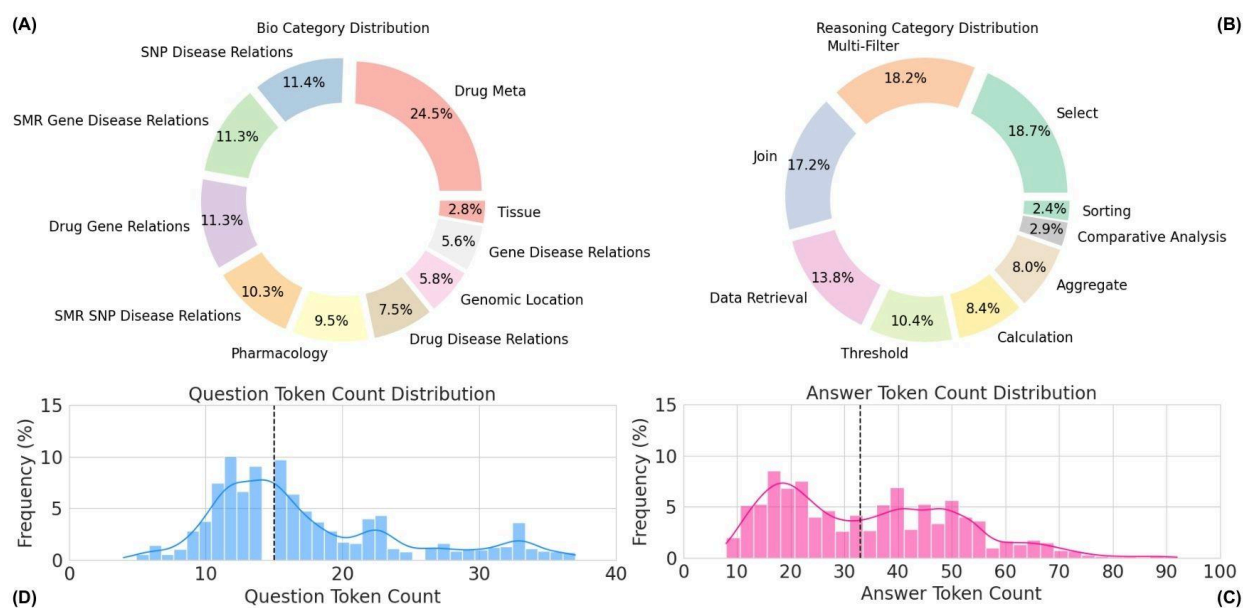 (A)
Bio Category Distribution
SNP Disease Relations
11.4%
Drug Meta
24.5%
SMR Gene Disease Relations
11.3%
Drug Gene Relations
11.3%
Tissue
2.8%
Gene Disease Relations
5.6%
Genomic Location
5.8%
SMR SNP Disease Relations
10.3%
Pharmacology
9.5%
Drug Disease Relations
7.5%
(B)
Reasoning Category Distribution
Multi-Filter
18.2%
Select
18.7%
Join
17.2%
Sorting
2.4%
Comparative Analysis
2.9%
Aggregate
8.0%
Data Retrieval
13.8%
Threshold
10.4%
Calculation
8.4%
Question Token Count Distribution
Frequency (%)
15
10
5
0
0 10 20 30 40
Question Token Count
(D)
Answer Token Count Distribution
Frequency (%)
15
10
5
0
0 10 20 30 40 50 60 70 80 90 100
Answer Token Count
(C)